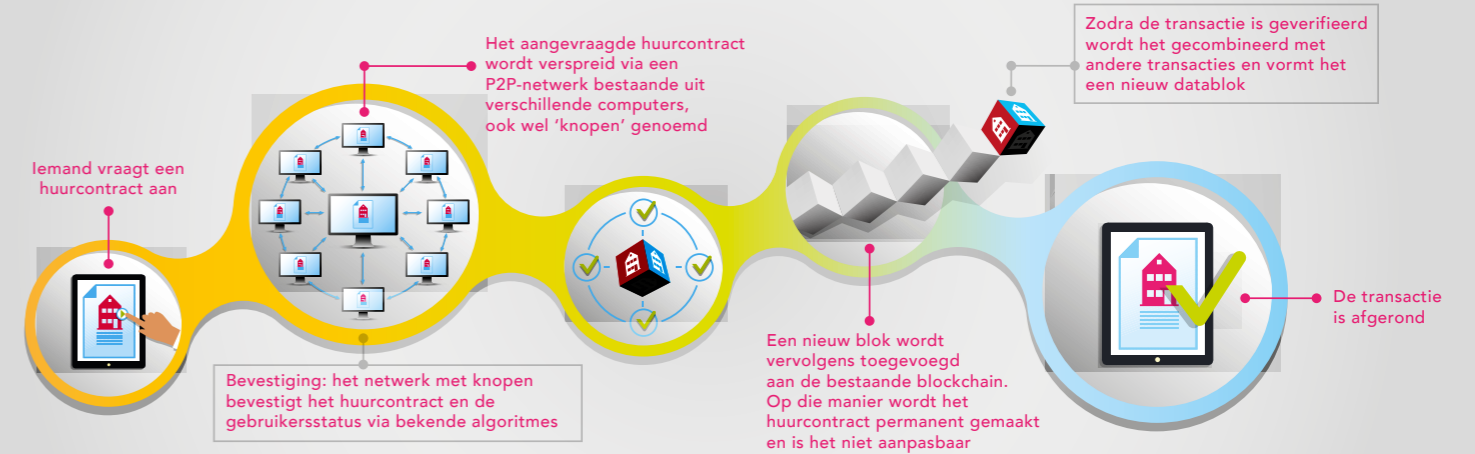 Iemand vraagt een
huurcontract aan
Het aangevraagde huurcontract
wordt verspreid via een
P2P-netwerk bestaande uit
verschillende computers,
ook wel ‘knopen’ genoemd
Bevestiging: het netwerk met knopen
bevestigt het huurcontract en de
gebruikersstatus via bekende algoritmes
Zodra de transactie is geverifieerd
wordt het gecombineerd met
andere transacties en vormt het
een nieuw datablok
Een nieuw blok wordt
vervolgens toegevoegd
aan de bestaande blockchain.
Op die manier wordt het
huurcontract permanent gemaakt
en is het niet aanpasbaar
De transactie
is afgerond